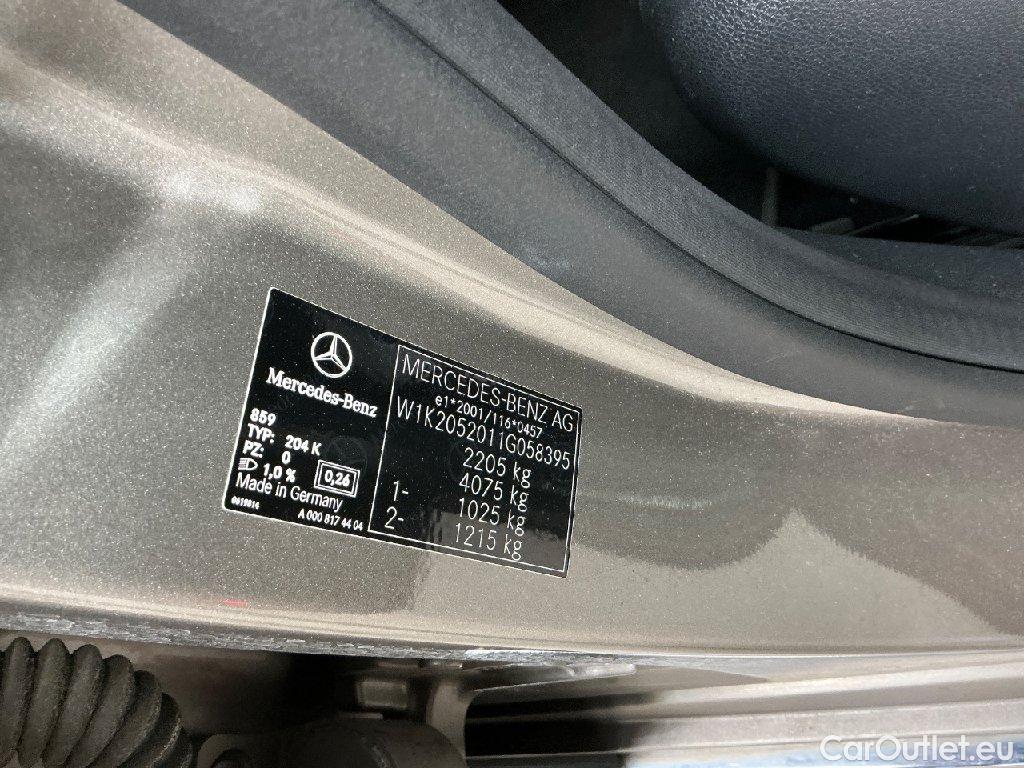 Mercedes-Benz
859
TYP: 204 K
PZ: 0
1,0 % 0,26
Made in Germany
A 000 817 44 04
MERCEDES-BENZ AG
e1*2001/116*0457
W1K2052011G058395
2205 kg
4075 kg
1- 1025 kg
2- 1215 kg
CarOutlet.eu